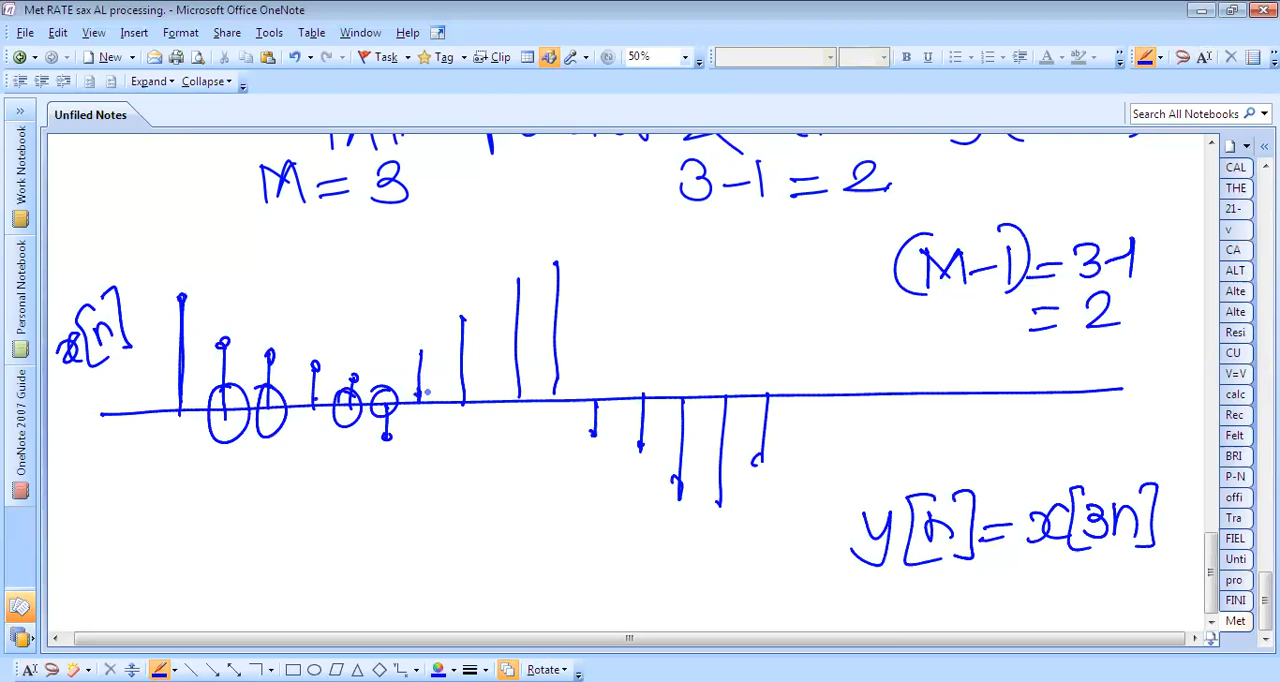 Met RATE sax AL processing. - Microsoft Office OneNote
File Edit View Insert Format Share Tools Table Window Help
New Task Tag Clip 50% B U A A
Expand Collapse
Unfiled Notes
Search All Notebooks
Work Notebook
Personal Notebook
OneNote 2007 Guide
M = 3
3-1 = 2
(M-1) = 3-1
= 2
x[n]
y[n] = x[3n]
CAL
THE
21-
v
CA
ALT
Alte
Alte
Resi
CU
V=V
calc
Rec
Felt
BRI
P-N
offi
Tra
FIEL
Unti
pro
FINI
Met
A Rotate